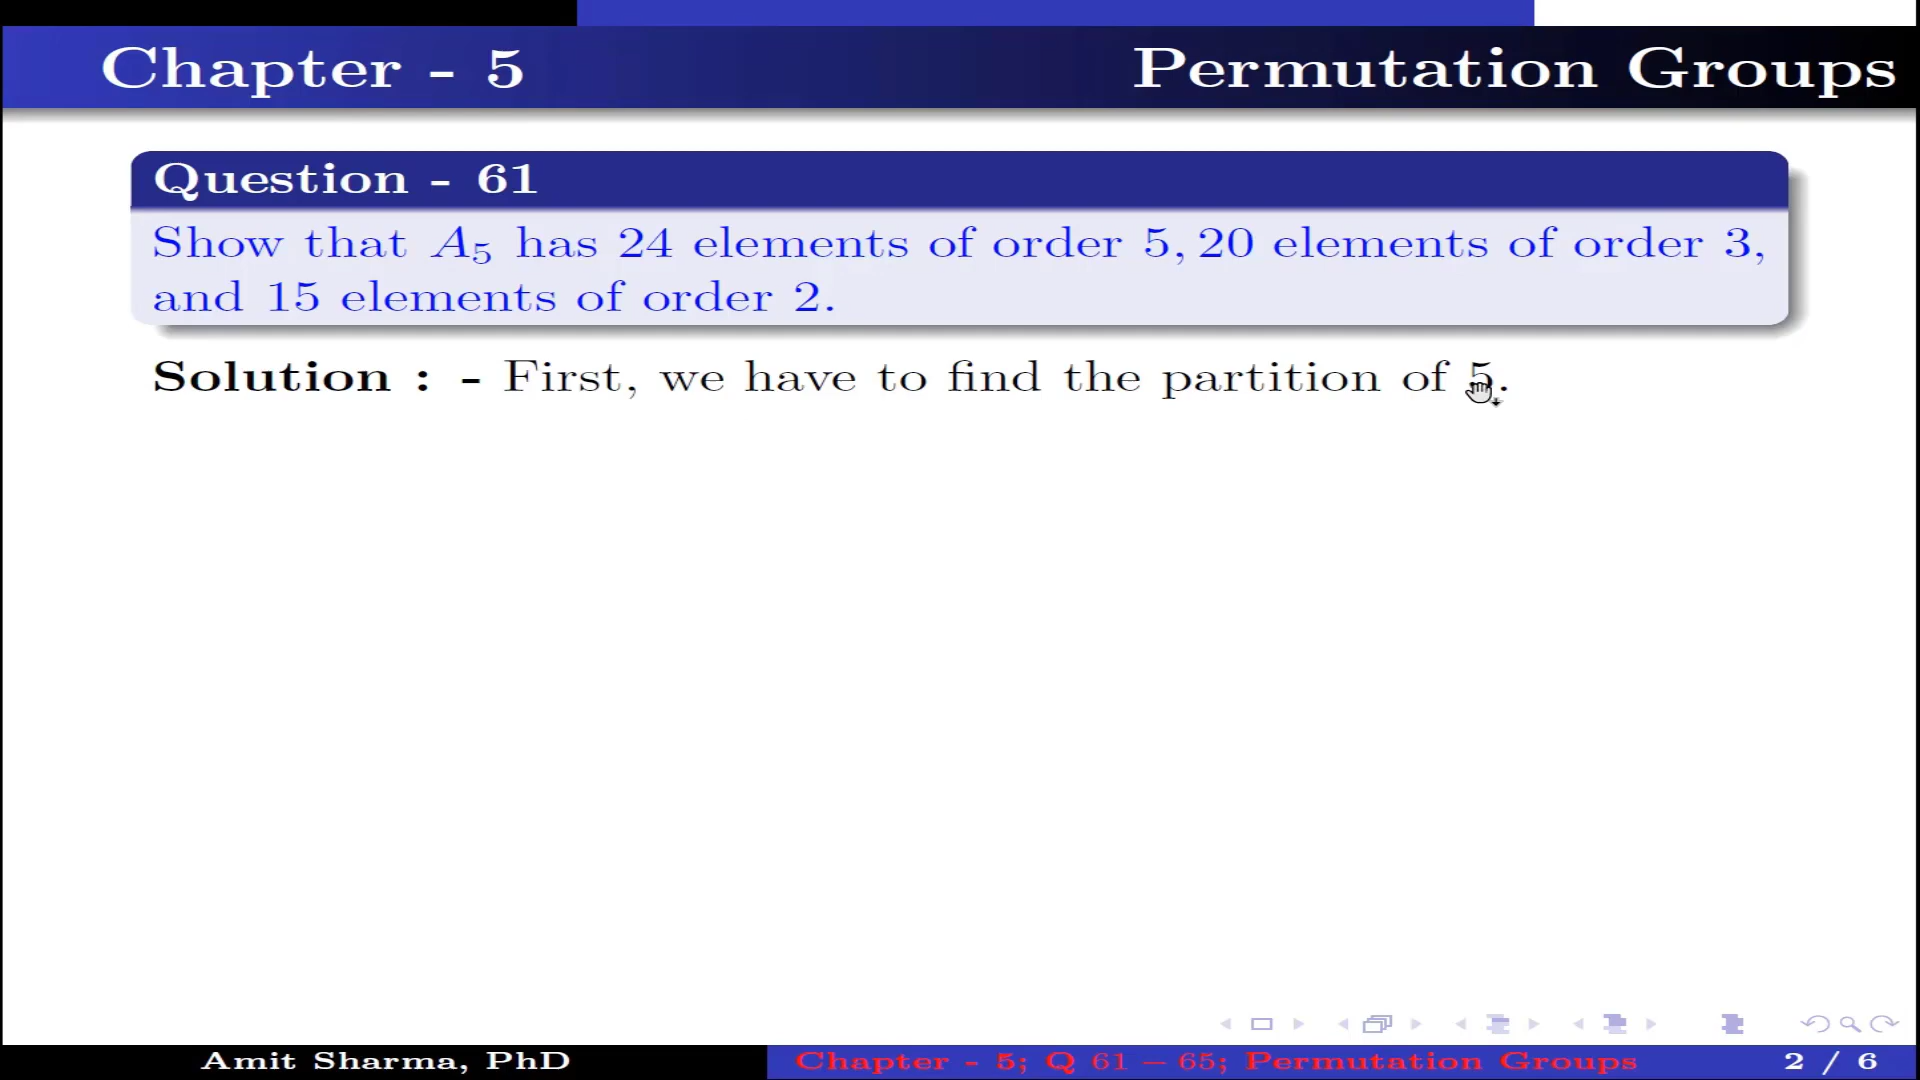 Chapter - 5 Permutation Groups
Question - 61
Show that A₅ has 24 elements of order 5, 20 elements of order 3,
and 15 elements of order 2.
Solution : - First, we have to find the partition of 5.
Amit Sharma, PhD Chapter - 5; Q 61 – 65; Permutation Groups 2 / 6